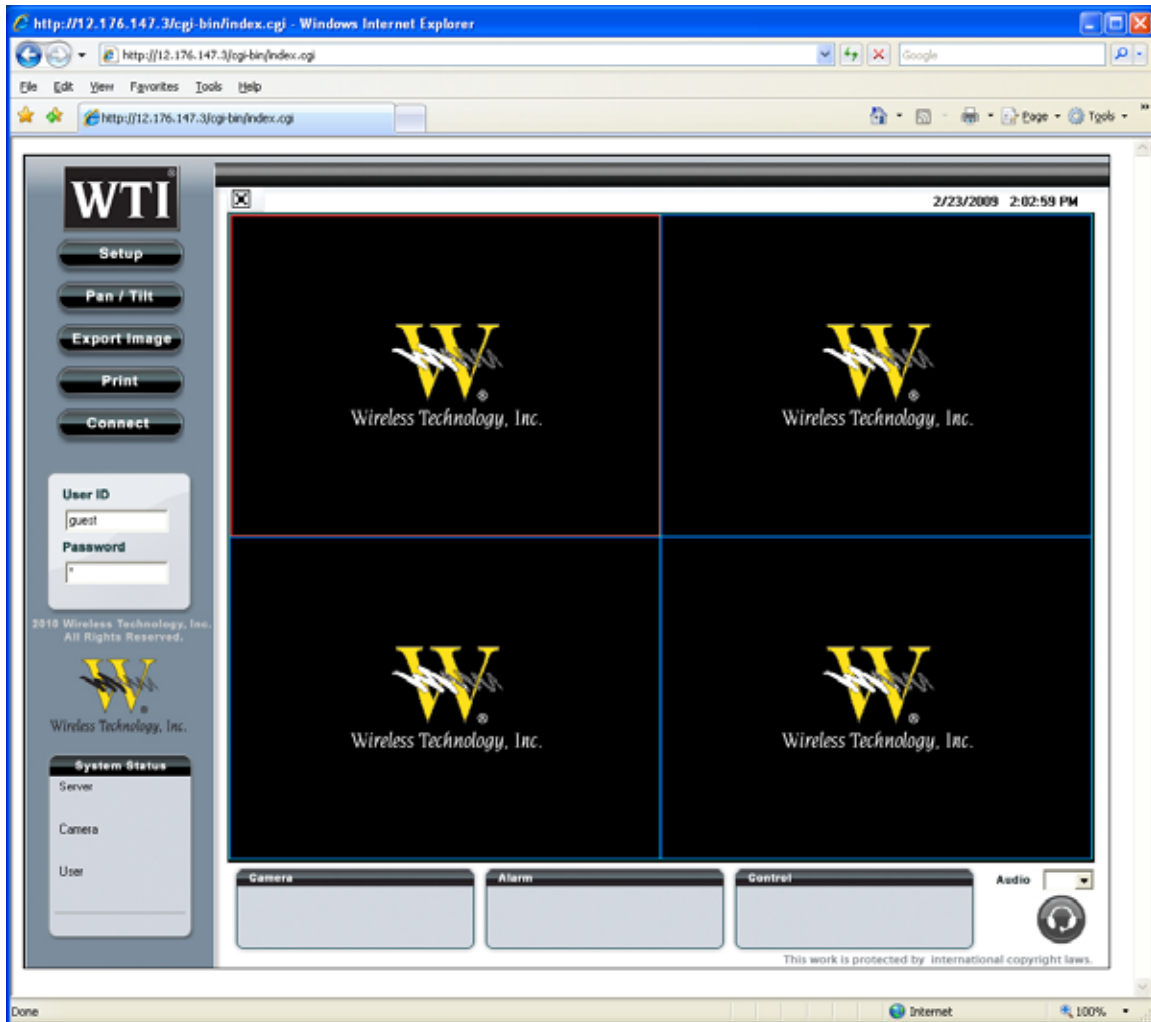 http://12.176.147.3/cgi-bin/index.cgi - Windows Internet Explorer
http://12.176.147.3/cgi-bin/index.cgi
Google
File Edit View Favorites Tools Help
http://12.176.147.3/cgi-bin/index.cgi
Page Tools
WTI®
2/23/2009 2:02:59 PM
Setup
Pan / Tilt
Export Image
Print
Connect
User ID
guest
Password
*
2010 Wireless Technology, Inc.
All Rights Reserved.
W®
Wireless Technology, Inc.
System Status
Server
Camera
User
W®
Wireless Technology, Inc.
W®
Wireless Technology, Inc.
W®
Wireless Technology, Inc.
W®
Wireless Technology, Inc.
Camera
Alarm
Control
Audio
This work is protected by international copyright laws.
Done
Internet
100%